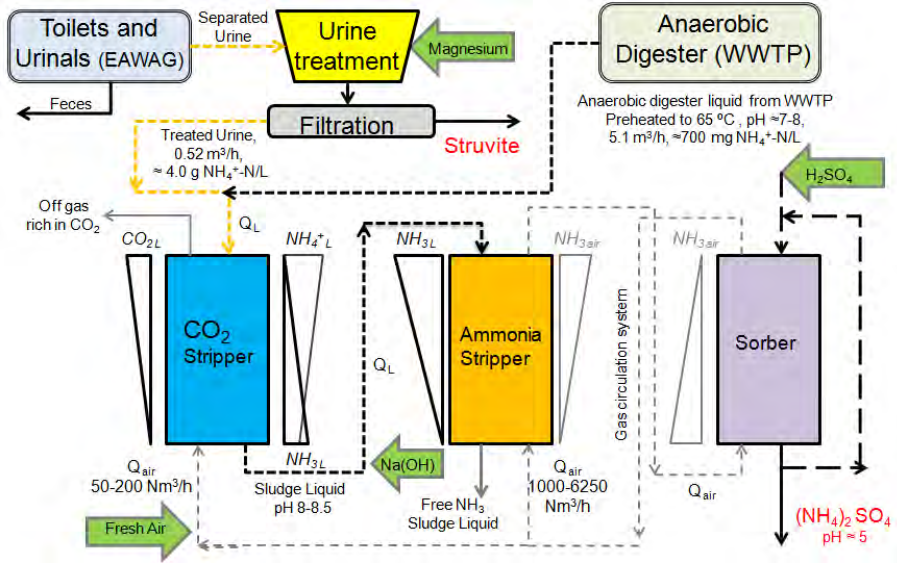 Toilets and
Urinals (EAWAG)
Separated
Urine
Urine
treatment
Magnesium
Anaerobic
Digester (WWTP)
Feces
Filtration
Struvite
Anaerobic digester liquid from WWTP
Preheated to 65 ºC , pH ≈7-8,
5.1 m³/h, ≈700 mg NH₄⁺-N/L
Treated Urine,
0.52 m³/h,
≈ 4.0 g NH₄⁺-N/L
H₂SO₄
Off gas
rich in CO₂
Q_L
CO₂L
NH₄⁺L
NH₃L
NH₃air
NH₃air
CO₂
Stripper
Ammonia
Stripper
Sorber
Q_L
Gas circulation system
NH₃L
Na(OH)
Q_air
50-200 Nm³/h
Sludge Liquid
pH 8-8.5
Free NH₃
Sludge Liquid
Q_air
1000-6250
Nm³/h
Q_air
(NH₄)₂ SO₄
pH ≈ 5
Fresh Air